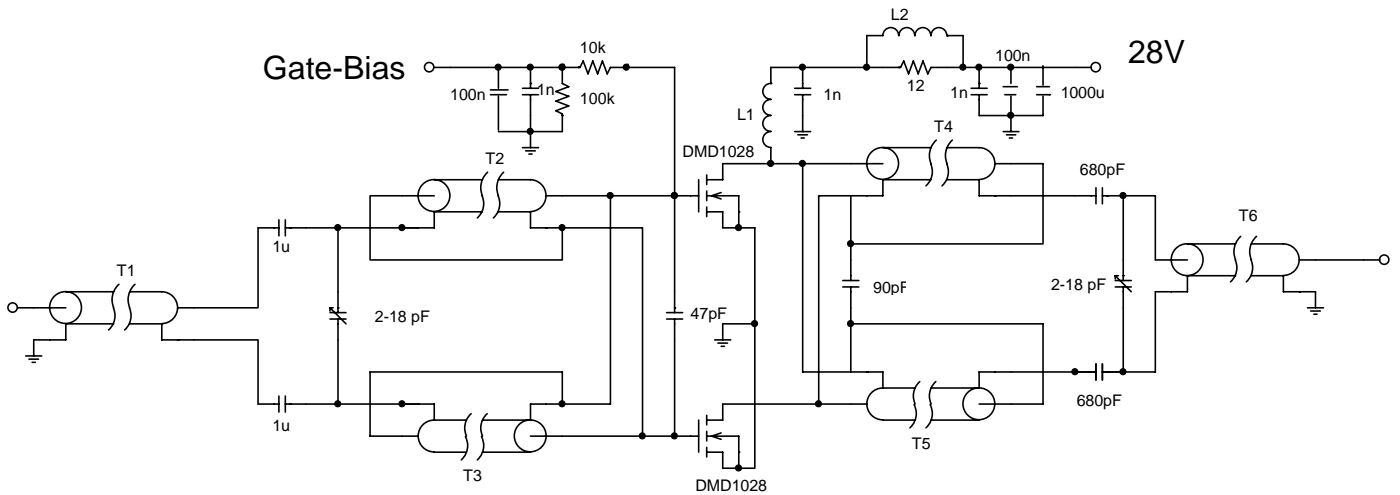 L2
Gate-Bias
10k
28V
100n
100n
1n
100k
12
1n
1n
1000u
L1
DMD1028
T4
T2
680pF
T6
1u
T1
2-18 pF
47pF
90pF
2-18 pF
1u
680pF
T5
T3
DMD1028